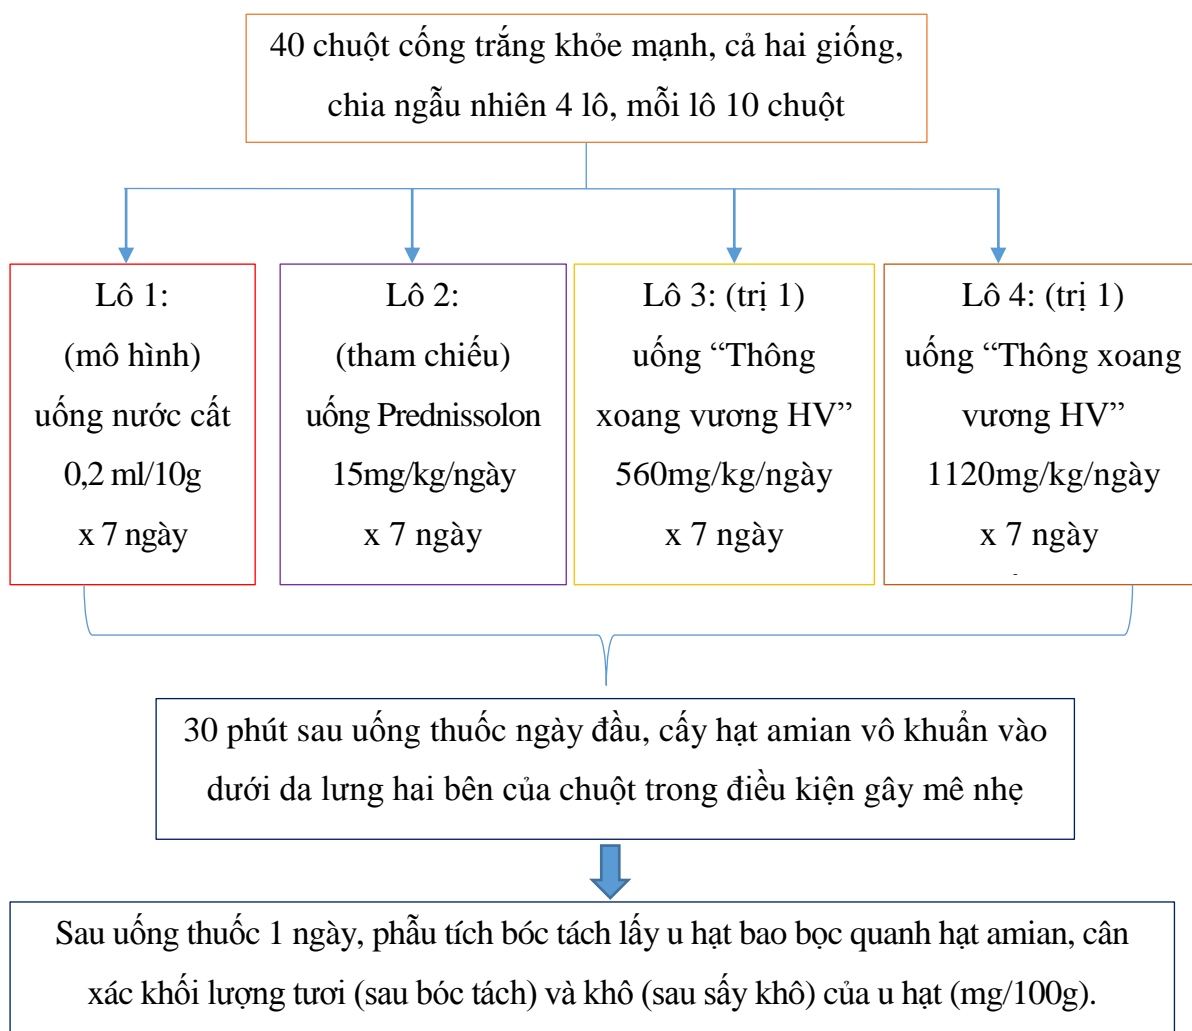 40 chuột cống trắng khỏe mạnh, cả hai giống,
chia ngẫu nhiên 4 lô, mỗi lô 10 chuột
Lô 1:
(mô hình)
uống nước cất
0,2 ml/10g
x 7 ngày
Lô 2:
(tham chiếu)
uống Prednissolon
15mg/kg/ngày
x 7 ngày
Lô 3: (trị 1)
uống “Thông
xoang vương HV”
560mg/kg/ngày
x 7 ngày
Lô 4: (trị 1)
uống “Thông xoang
vương HV”
1120mg/kg/ngày
x 7 ngày
30 phút sau uống thuốc ngày đầu, cấy hạt amian vô khuẩn vào
dưới da lưng hai bên của chuột trong điều kiện gây mê nhẹ
Sau uống thuốc 1 ngày, phẫu tích bóc tách lấy u hạt bao bọc quanh hạt amian, cân
xác khối lượng tươi (sau bóc tách) và khô (sau sấy khô) của u hạt (mg/100g).